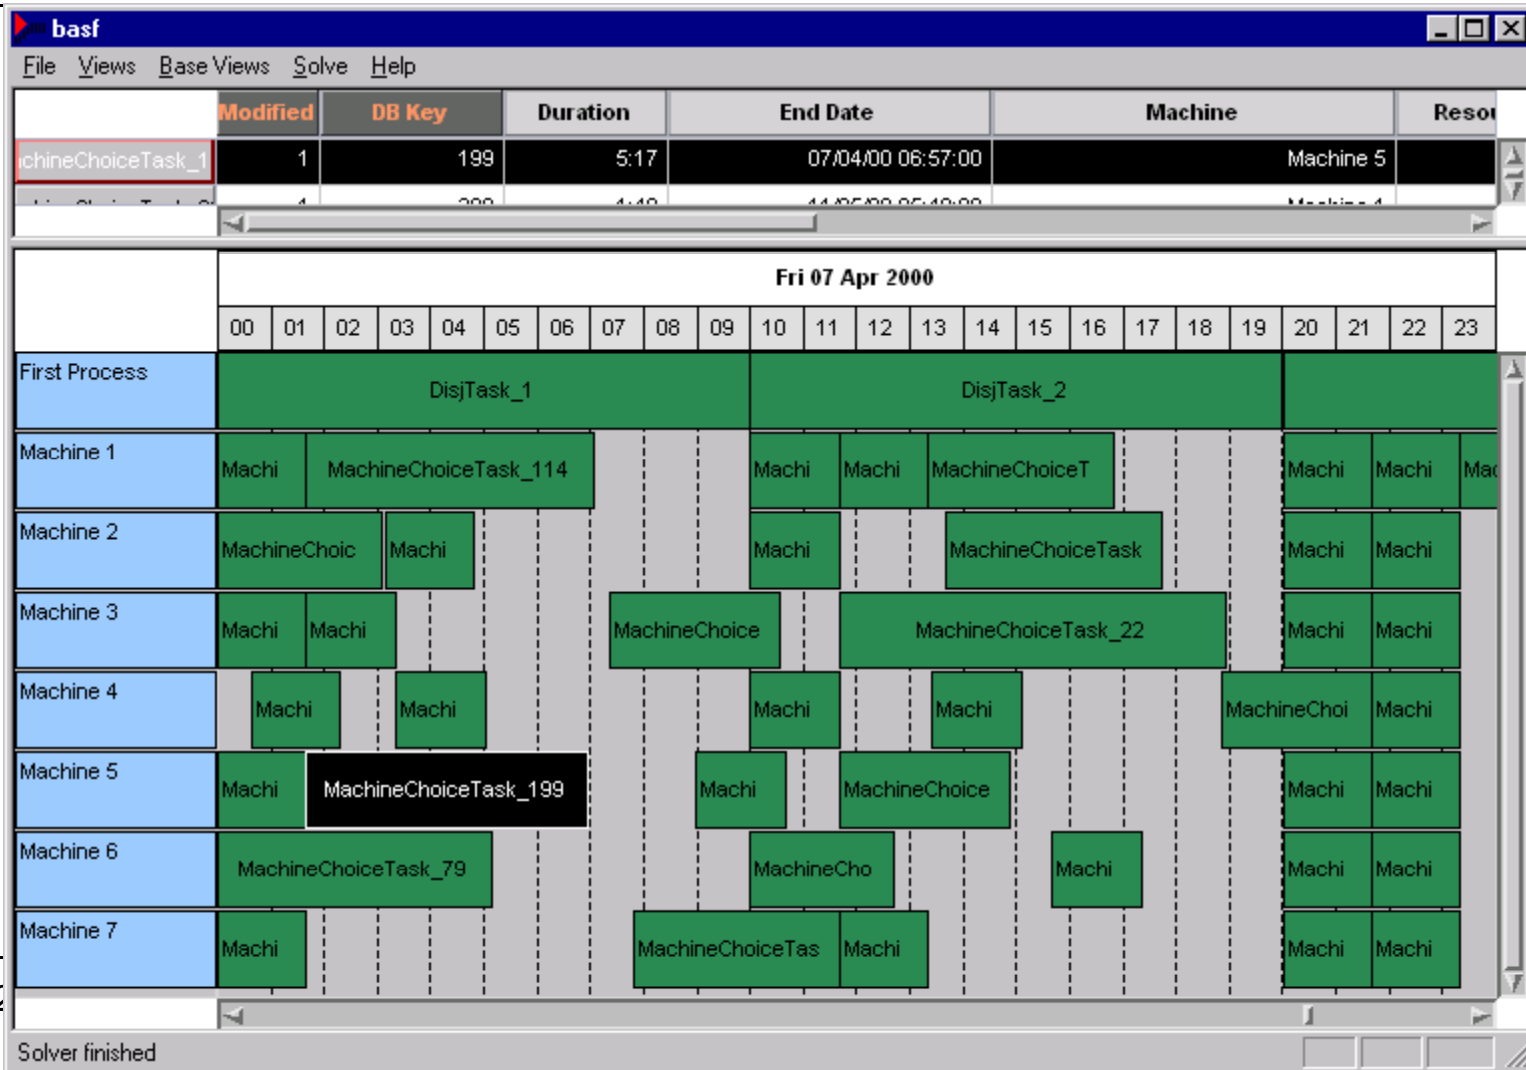 basf
File Views Base Views Solve Help
Modified DB Key Duration End Date Machine Resou
chineChoiceTask_1 1 199 5:17 07/04/00 06:57:00 Machine 5
Fri 07 Apr 2000
00 01 02 03 04 05 06 07 08 09 10 11 12 13 14 15 16 17 18 19 20 21 22 23
First Process DisjTask_1 DisjTask_2
Machine 1 Machi MachineChoiceTask_114 Machi Machi MachineChoiceT Machi Machi Mac
Machine 2 MachineChoic Machi Machi MachineChoiceTask Machi Machi
Machine 3 Machi Machi MachineChoice MachineChoiceTask_22 Machi Machi
Machine 4 Machi Machi Machi Machi MachineChoi Machi
Machine 5 Machi MachineChoiceTask_199 Machi MachineChoice Machi Machi
Machine 6 MachineChoiceTask_79 MachineCho Machi Machi Machi
Machine 7 Machi MachineChoiceTas Machi Machi Machi
Solver finished